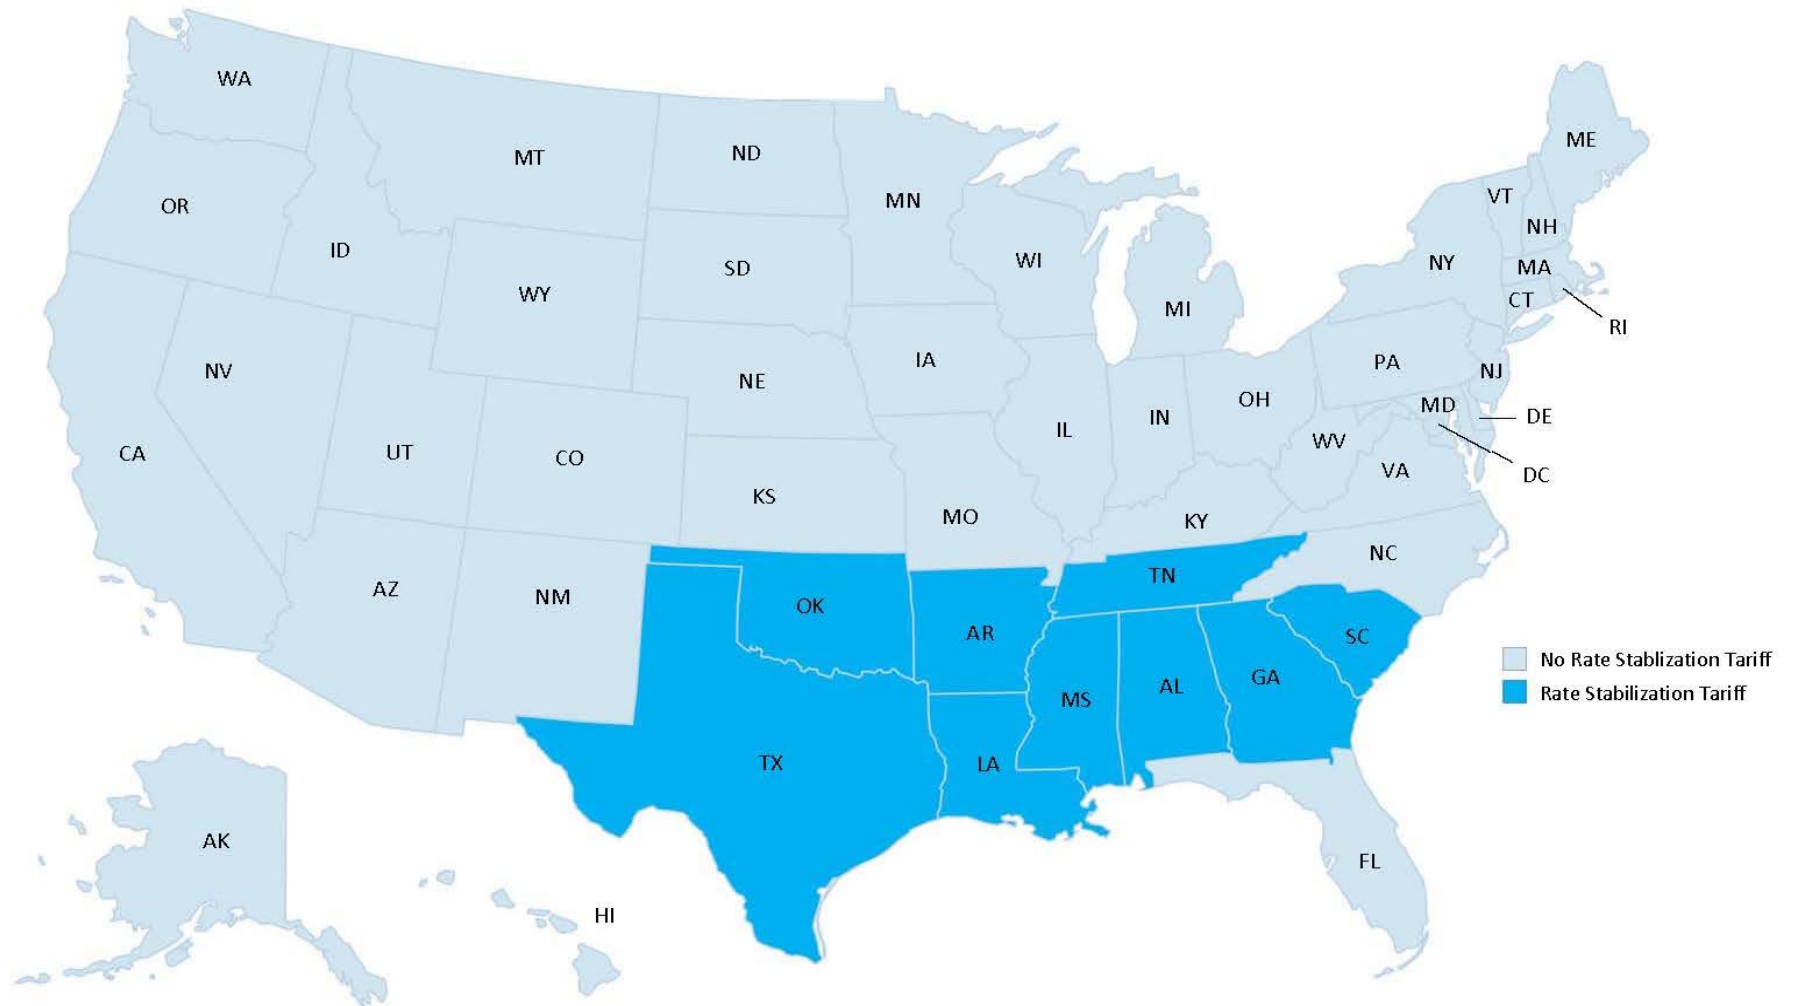 WA
MT
ND
MN
OR
ID
SD
WI
WY
MI
ME
VT
NH
NY
MA
CT
RI
NV
NE
IA
PA
NJ
OH
MD
DE
IN
IL
WV
CA
UT
CO
VA
DC
KS
MO
KY
NC
TN
AZ
NM
OK
AR
SC
GA
MS
AL
No Rate Stablization Tariff
Rate Stabilization Tariff
TX
LA
AK
FL
HI